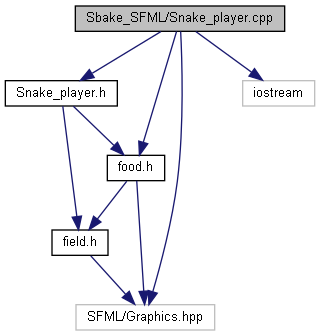 Sbake_SFML/Snake_player.cpp
Snake_player.h
iostream
food.h
field.h
SFML/Graphics.hpp